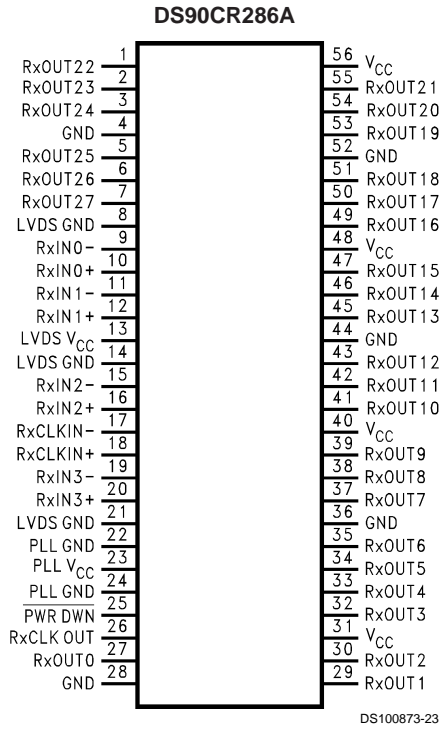 DS90CR286A
RxOUT22 1
RxOUT23 2
RxOUT24 3
GND 4
RxOUT25 5
RxOUT26 6
RxOUT27 7
LVDS GND 8
RxIN0− 9
RxIN0+ 10
RxIN1− 11
RxIN1+ 12
LVDS VCC 13
LVDS GND 14
RxIN2− 15
RxIN2+ 16
RxCLKIN− 17
RxCLKIN+ 18
RxIN3− 19
RxIN3+ 20
LVDS GND 21
PLL GND 22
PLL VCC 23
PLL GND 24
PWR DWN 25
RxCLK OUT 26
RxOUT0 27
GND 28
56 VCC
55 RxOUT21
54 RxOUT20
53 RxOUT19
52 GND
51 RxOUT18
50 RxOUT17
49 RxOUT16
48 VCC
47 RxOUT15
46 RxOUT14
45 RxOUT13
44 GND
43 RxOUT12
42 RxOUT11
41 RxOUT10
40 VCC
39 RxOUT9
38 RxOUT8
37 RxOUT7
36 GND
35 RxOUT6
34 RxOUT5
33 RxOUT4
32 RxOUT3
31 VCC
30 RxOUT2
29 RxOUT1
DS100873-23